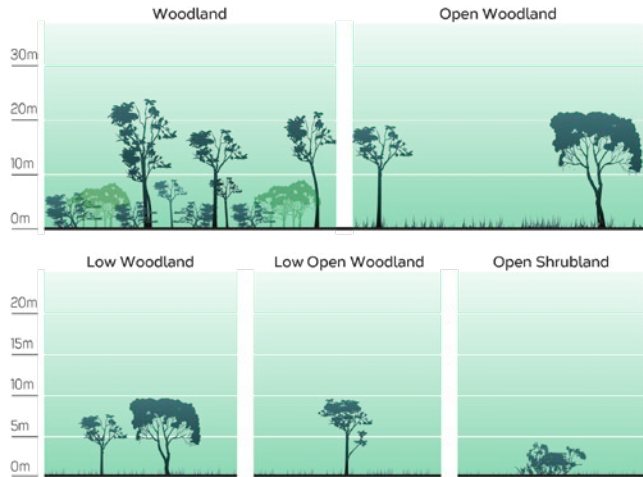 Woodland
Open Woodland
30m
20m
10m
0m
Low Woodland
Low Open Woodland
Open Shrubland
20m
15m
10m
5m
0m